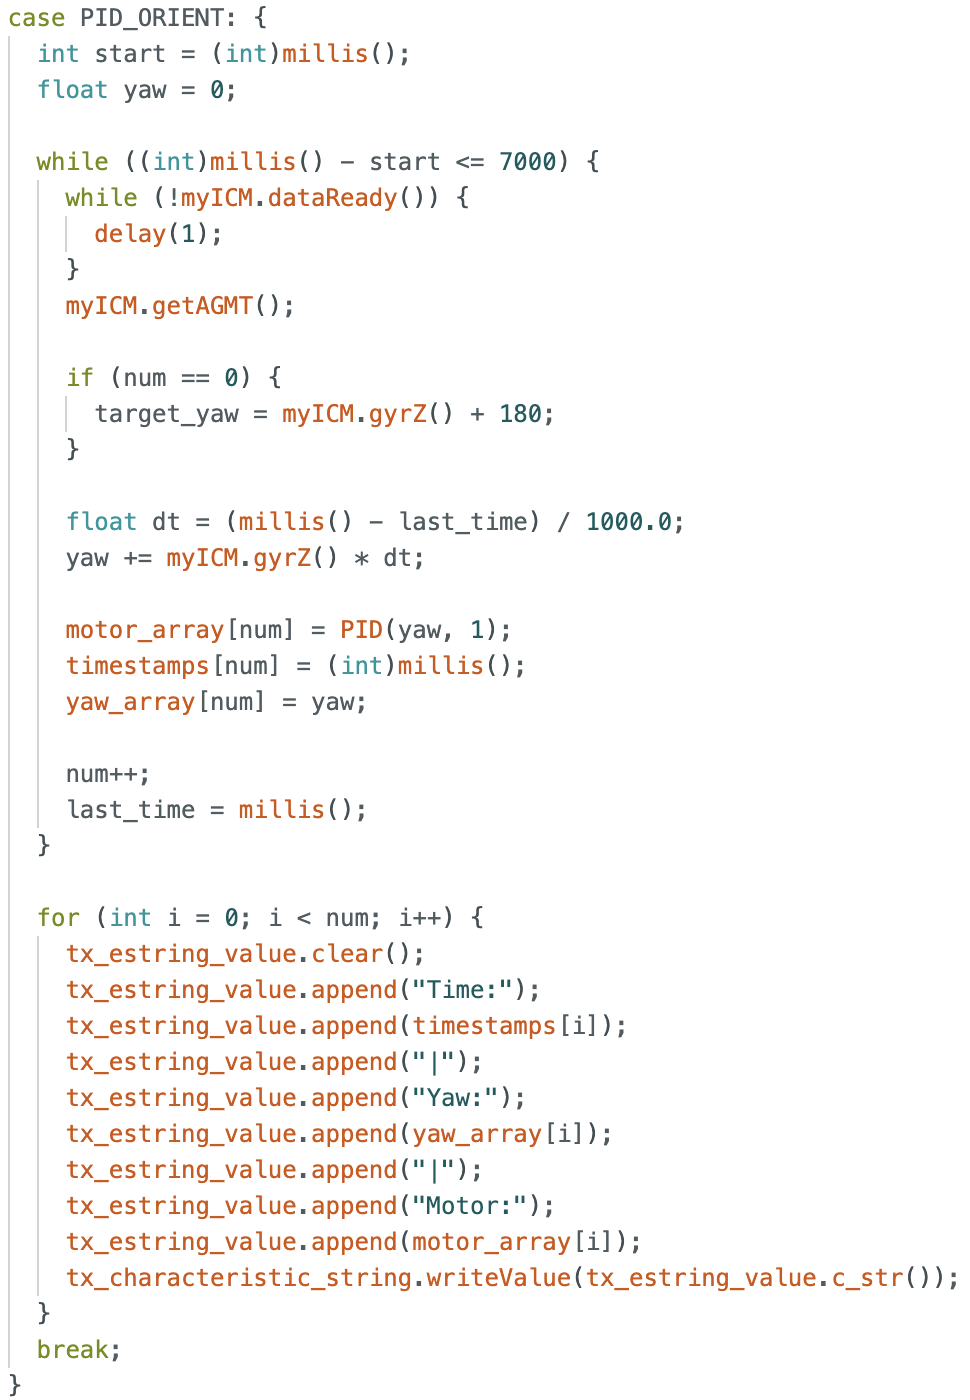 case PID_ORIENT: {
  int start = (int)millis();
  float yaw = 0;

  while ((int)millis() - start <= 7000) {
    while (!myICM.dataReady()) {
      delay(1);
    }
    myICM.getAGMT();

    if (num == 0) {
      target_yaw = myICM.gyrZ() + 180;
    }

    float dt = (millis() - last_time) / 1000.0;
    yaw += myICM.gyrZ() * dt;

    motor_array[num] = PID(yaw, 1);
    timestamps[num] = (int)millis();
    yaw_array[num] = yaw;

    num++;
    last_time = millis();
  }

  for (int i = 0; i < num; i++) {
    tx_estring_value.clear();
    tx_estring_value.append("Time:");
    tx_estring_value.append(timestamps[i]);
    tx_estring_value.append("|");
    tx_estring_value.append("Yaw:");
    tx_estring_value.append(yaw_array[i]);
    tx_estring_value.append("|");
    tx_estring_value.append("Motor:");
    tx_estring_value.append(motor_array[i]);
    tx_characteristic_string.writeValue(tx_estring_value.c_str());
  }
  break;
}